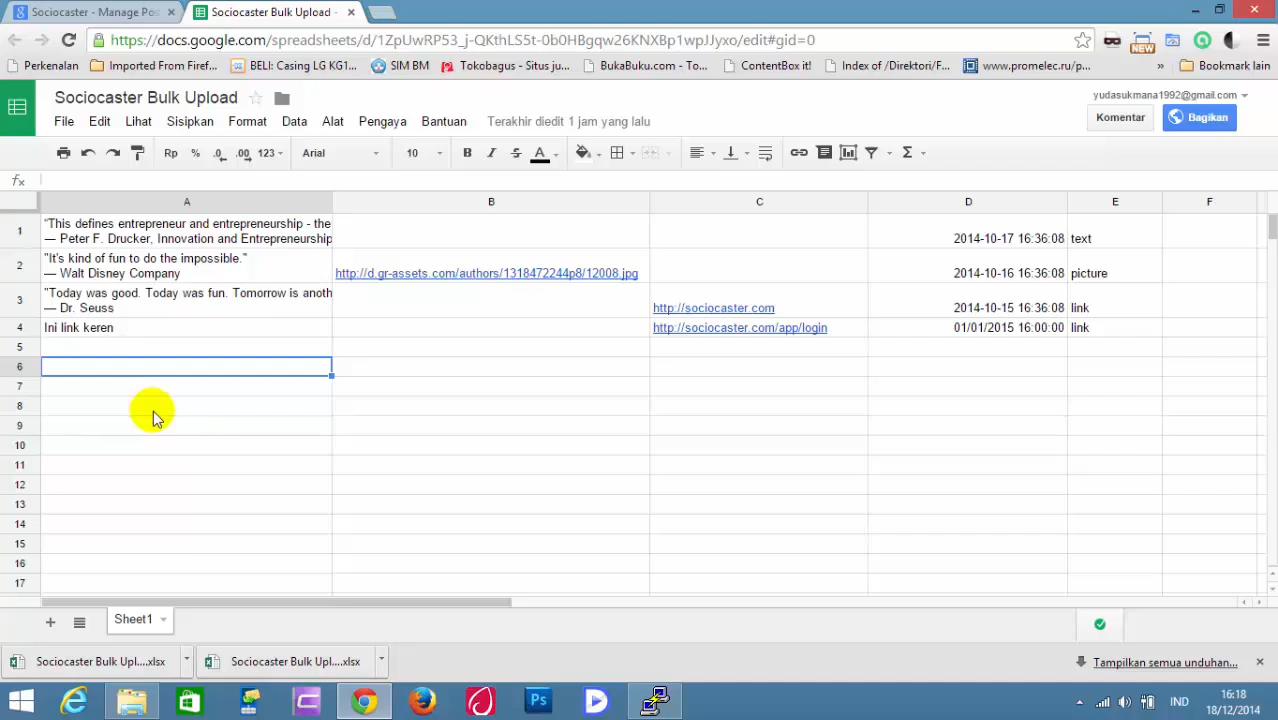 Sociocaster - Manage Pos
Sociocaster Bulk Upload -
https://docs.google.com/spreadsheets/d/1ZpUwRP53_i-QKthLS5t-0b0HBgqw26KNXBp1wpJJyxo/edit#gid=0
NEW
Perkenalan Imported From Firef... BELI: Casing LG KG1... SIM BM Tokobagus - Situs ju... BukaBuku.com - To... ContentBox it! Index of /Direktori/F... www.promelec.ru/p... » Bookmark lain
Sociocaster Bulk Upload
yudasukmana1992@gmail.com
File Edit Lihat Sisipkan Format Data Alat Pengaya Bantuan Terakhir diedit 1 jam yang lalu
Komentar Bagikan
Rp % .0 .00 123 Arial 10 B I S A Σ
fx
A B C D E F
1 "This defines entrepreneur and entrepreneurship - the
— Peter F. Drucker, Innovation and Entrepreneurship 2014-10-17 16:36:08 text
2 "It's kind of fun to do the impossible."
— Walt Disney Company http://d.gr-assets.com/authors/1318472244p8/12008.jpg 2014-10-16 16:36:08 picture
3 "Today was good. Today was fun. Tomorrow is anoth
— Dr. Seuss http://sociocaster.com 2014-10-15 16:36:08 link
4 Ini link keren http://sociocaster.com/app/login 01/01/2015 16:00:00 link
5
6
7
8
9
10
11
12
13
14
15
16
17
Sheet1
Sociocaster Bulk Upl....xlsx Sociocaster Bulk Upl....xlsx Tampilkan semua unduhan...
Ps IND
16:18
18/12/2014